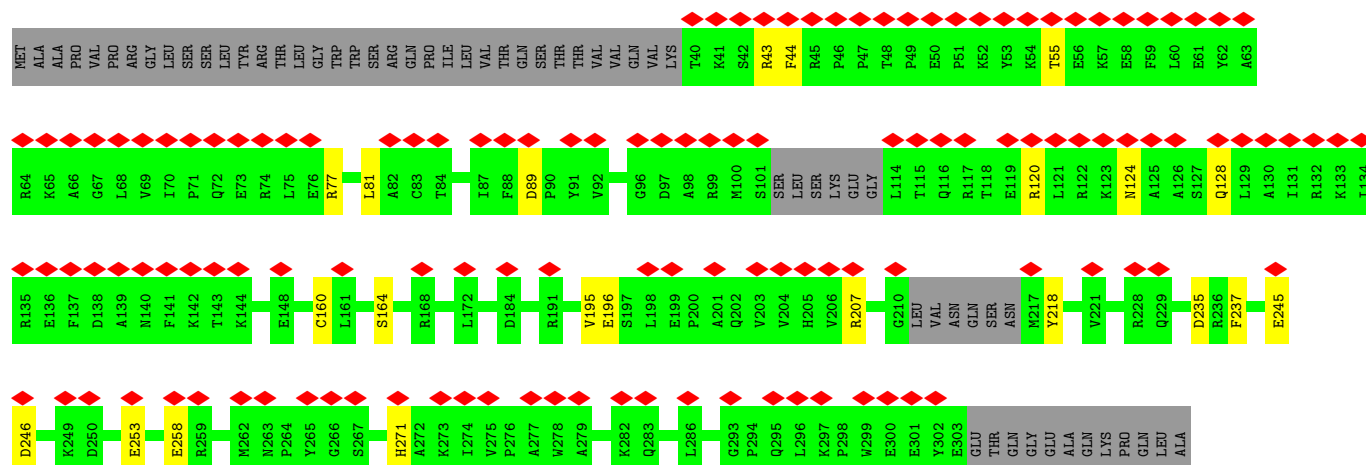 MET ALA ALA PRO VAL PRO ARG GLY LEU SER SER LEU TYR ARG THR LEU GLY TRP TRP SER ARG GLN PRO ILE LEU VAL THR GLN SER THR THR VAL VAL GLN VAL LYS T40 K41 S42 R43 F44 R45 P46 P47 T48 P49 E50 P51 K52 Y53 K54 T55 E56 K57 E58 F59 L60 E61 Y62 A63
R64 K65 A66 G67 L68 V69 I70 P71 Q72 E73 R74 L75 E76 R77 L81 A82 C83 T84 I87 F88 D89 P90 Y91 V92 G96 D97 A98 R99 M100 S101 SER LEU SER LYS GLU GLY L114 T115 Q116 R117 T118 E119 R120 L121 R122 K123 N124 A125 A126 S127 Q128 L129 A130 I131 R132 K133 I134
R135 E136 F137 D138 A139 N140 F141 K142 T143 K144 E148 C160 L161 S164 R168 L172 D184 R191 V195 E196 S197 L198 E199 P200 A201 Q202 V203 V204 H205 V206 R207 G210 LEU VAL ASN GLN SER ASN M217 Y218 V221 R228 Q229 D235 R236 F237 E245
D246 K249 D250 E253 E258 R259 M262 N263 P264 Y265 G266 S267 H271 A272 K273 I274 V275 P276 A277 W278 A279 K282 Q283 L286 G293 P294 Q295 L296 K297 P298 W299 E300 E301 Y302 E303 GLU THR GLN GLY GLU ALA GLN LYS PRO GLN LEU ALA